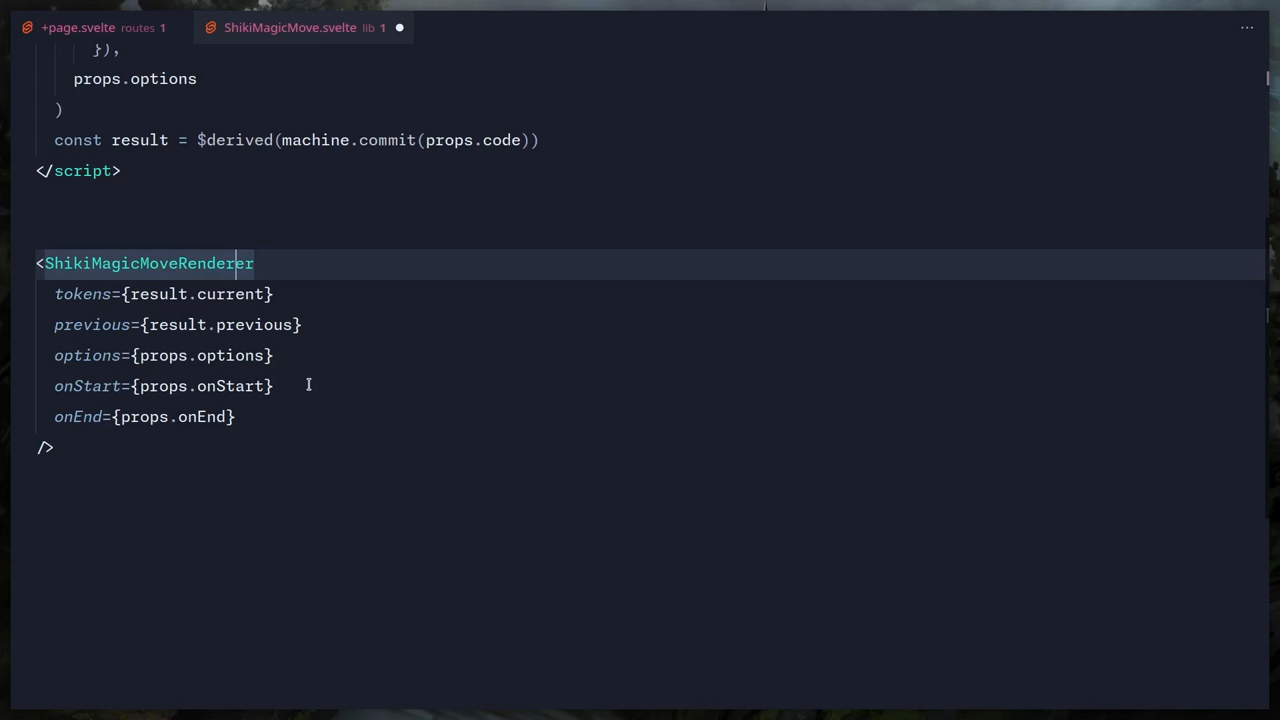 +page.svelte routes 1 ShikiMagicMove.svelte lib 1 ● ...
}),
props.options
)
const result = $derived(machine.commit(props.code))
</script>
<ShikiMagicMoveRenderer
tokens={result.current}
previous={result.previous}
options={props.options}
onStart={props.onStart}
onEnd={props.onEnd}
/>